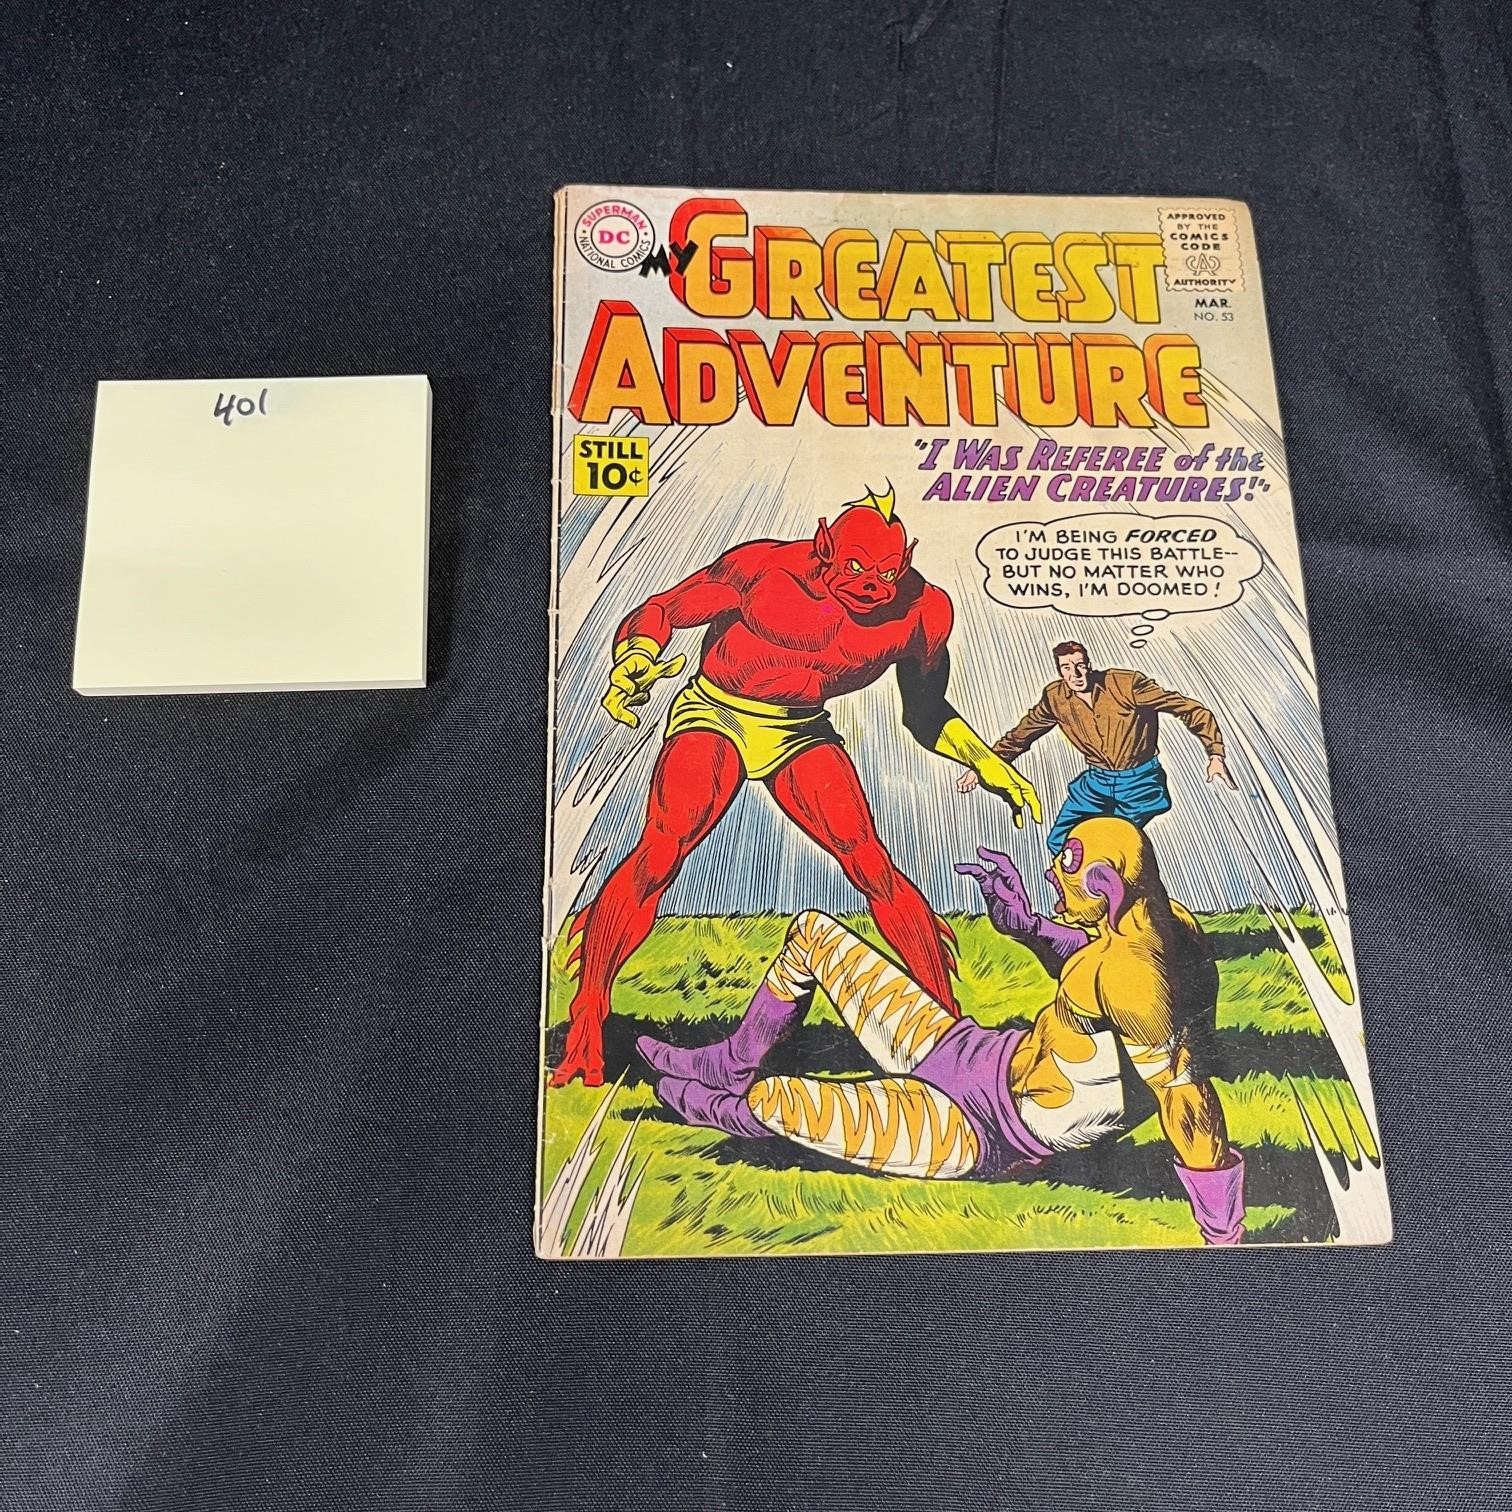 401
SUPERMAN
DC
NATIONAL COMICS
MY GREATEST
ADVENTURE
APPROVED
BY THE
COMICS
CODE
CA
AUTHORITY
MAR.
NO. 53
STILL
10¢
"I WAS REFEREE of the
ALIEN CREATURES!"
I'M BEING FORCED
TO JUDGE THIS BATTLE--
BUT NO MATTER WHO
WINS, I'M DOOMED!